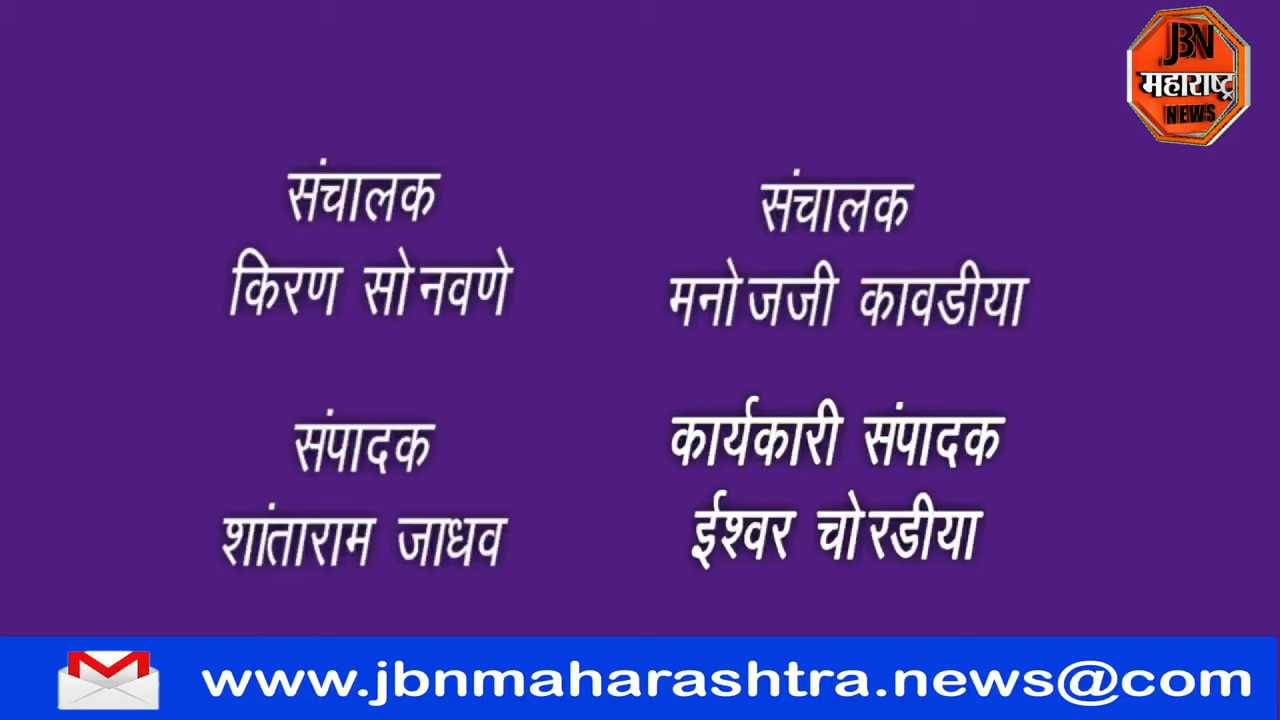 JBN
महाराष्ट्र
NEWS
संचालक
किरण सोनवणे
संचालक
मनोजजी कावडीया
संपादक
शांताराम जाधव
कार्यकारी संपादक
ईश्वर चोरडीया
www.jbnmaharashtra.news@com